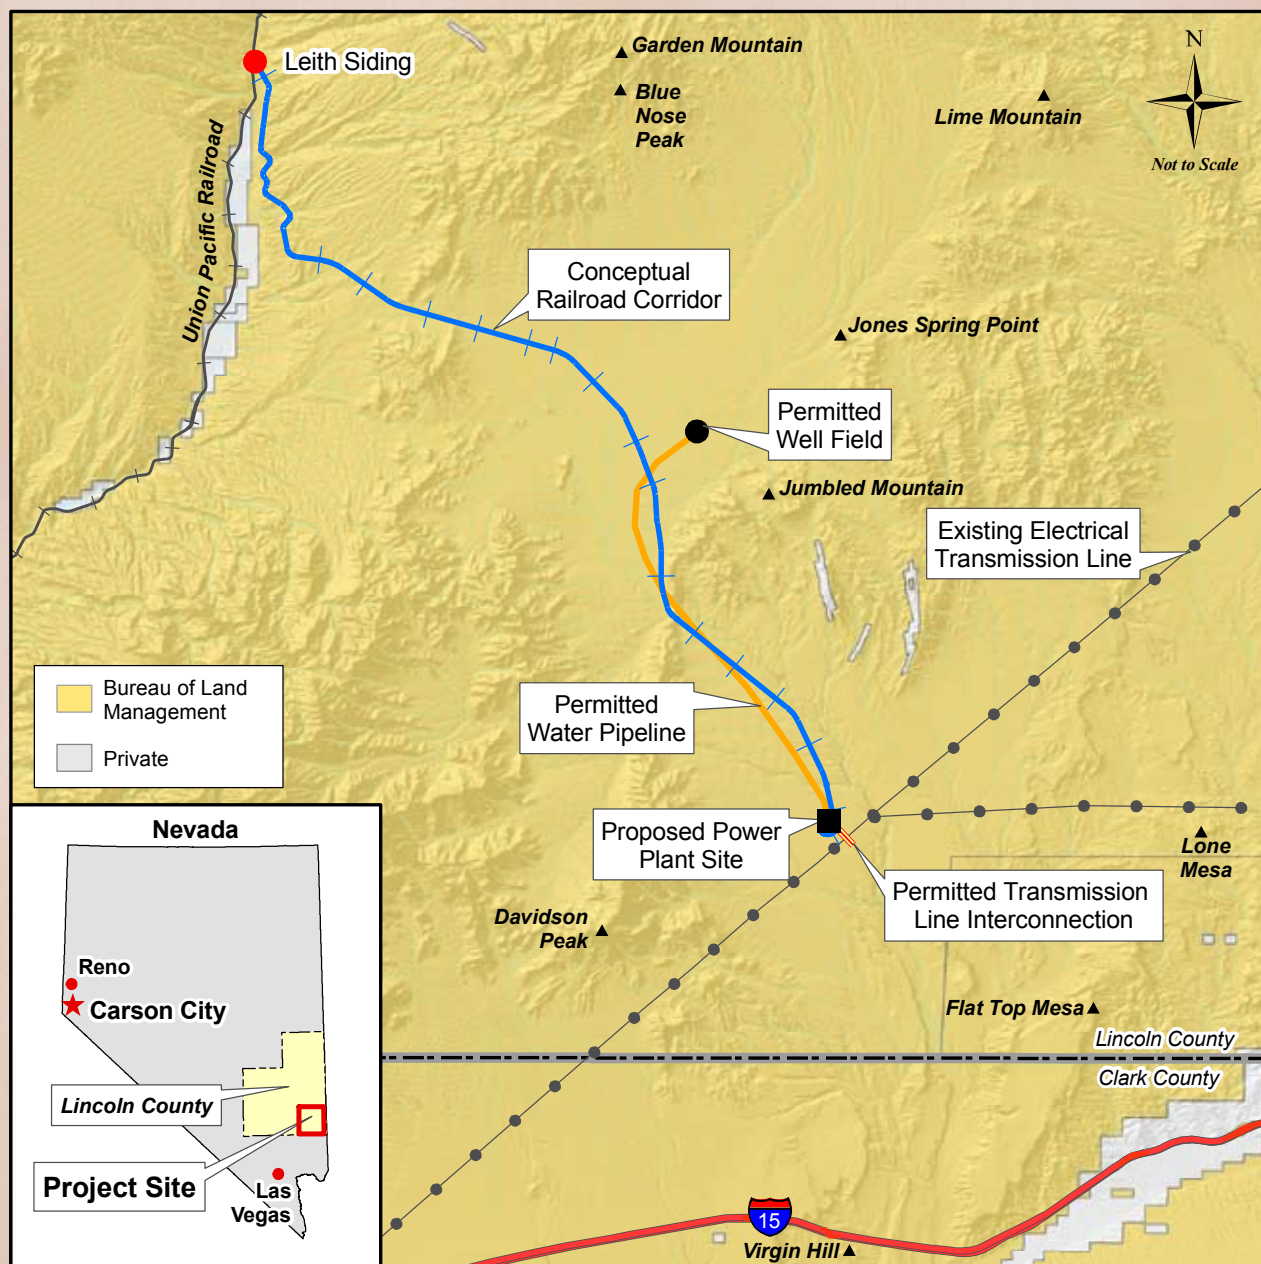 Leith Siding
Garden Mountain
Blue
Nose
Peak
Lime Mountain
N
Not to Scale
Union Pacific Railroad
Conceptual
Railroad Corridor
Jones Spring Point
Permitted
Well Field
Jumbled Mountain
Existing Electrical
Transmission Line
Bureau of Land
Management
Private
Permitted
Water Pipeline
Proposed Power
Plant Site
Lone
Mesa
Permitted Transmission
Line Interconnection
Davidson
Peak
Flat Top Mesa
Lincoln County
Clark County
15
Virgin Hill
Nevada
Reno
Carson City
Lincoln County
Project Site
Las
Vegas